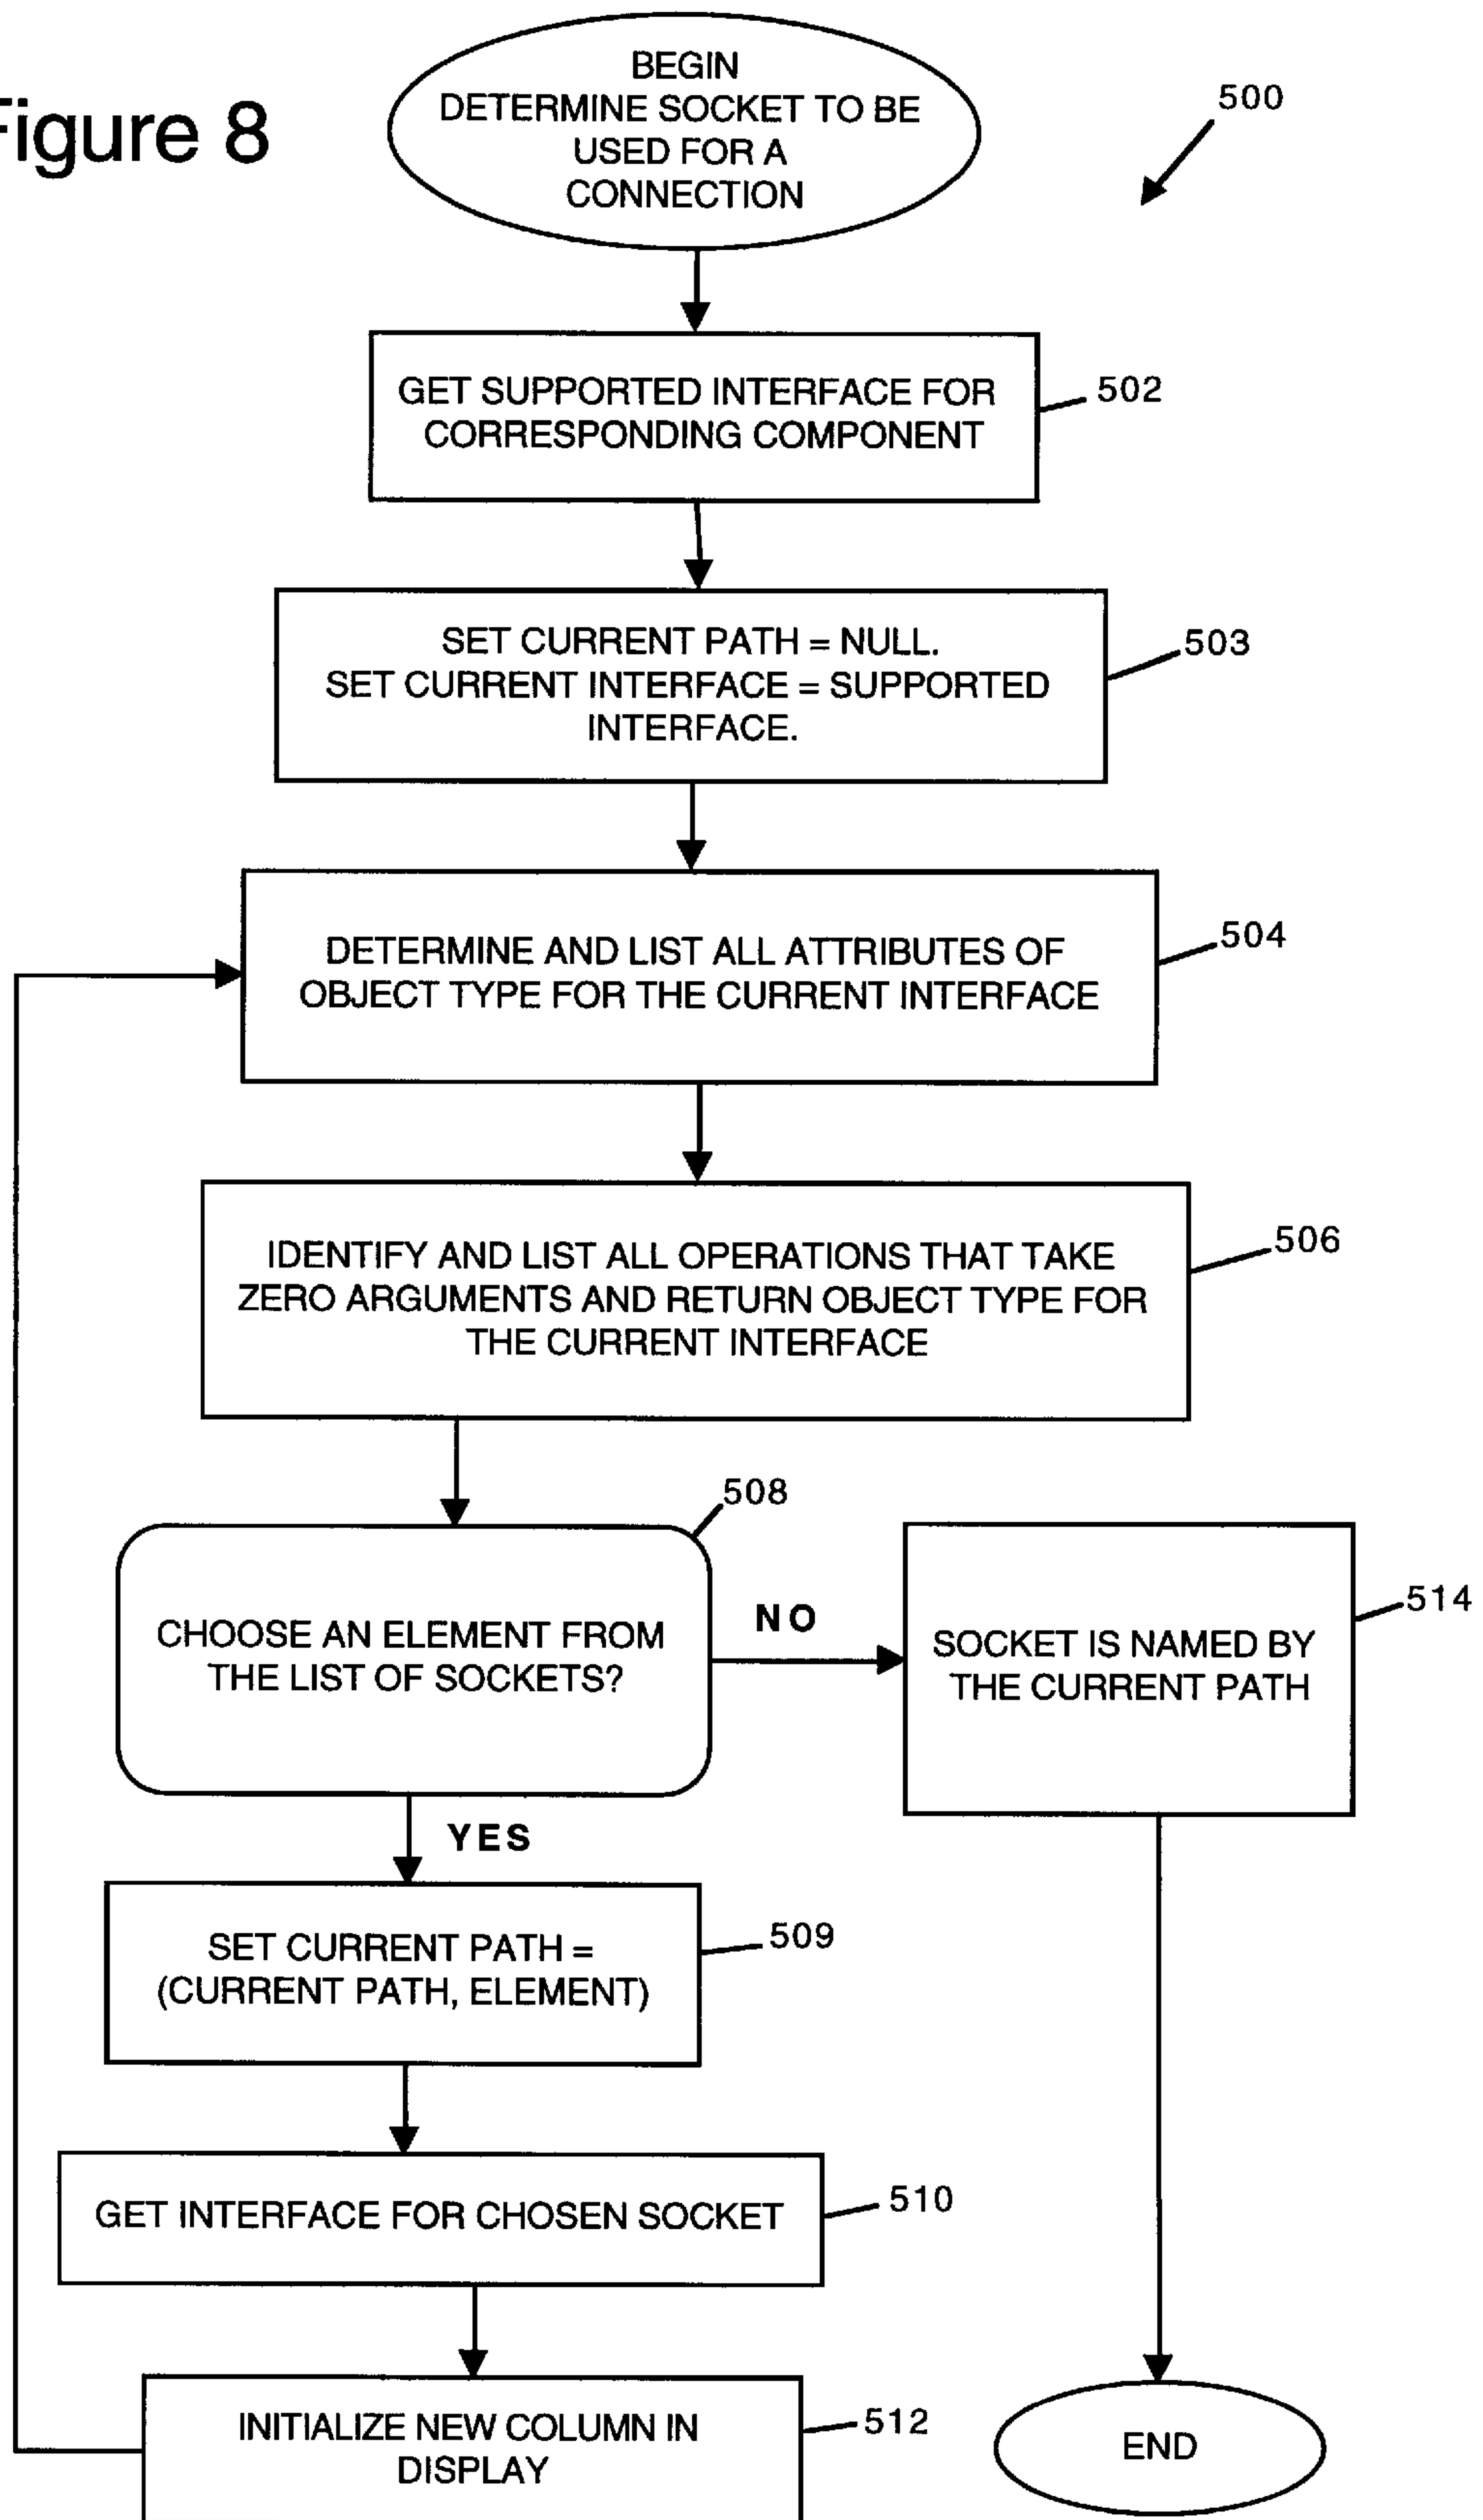 Figure 8
BEGIN
DETERMINE SOCKET TO BE
USED FOR A
CONNECTION
500
GET SUPPORTED INTERFACE FOR
CORRESPONDING COMPONENT
502
SET CURRENT PATH = NULL.
SET CURRENT INTERFACE = SUPPORTED
INTERFACE.
503
DETERMINE AND LIST ALL ATTRIBUTES OF
OBJECT TYPE FOR THE CURRENT INTERFACE
504
IDENTIFY AND LIST ALL OPERATIONS THAT TAKE
ZERO ARGUMENTS AND RETURN OBJECT TYPE FOR
THE CURRENT INTERFACE
506
508
CHOOSE AN ELEMENT FROM
THE LIST OF SOCKETS?
NO
SOCKET IS NAMED BY
THE CURRENT PATH
514
YES
SET CURRENT PATH =
(CURRENT PATH, ELEMENT)
509
GET INTERFACE FOR CHOSEN SOCKET
510
INITIALIZE NEW COLUMN IN
DISPLAY
512
END